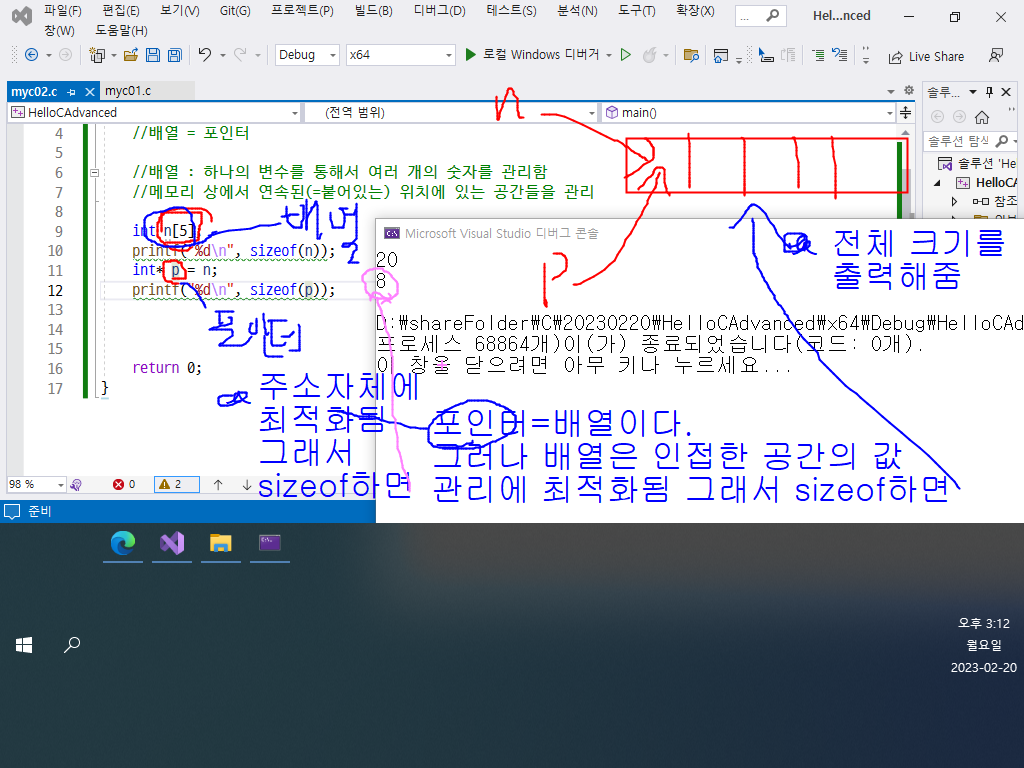 파일(F) 편집(E) 보기(V) Git(G) 프로젝트(P) 빌드(B) 디버그(D) 테스트(S) 분석(N) 도구(T) 확장(X) ... Hel...nced
창(W) 도움말(H)
Debug x64 로컬 Windows 디버거 Live Share
myc02.c myc01.c
솔루...
HelloCAdvanced (전역 범위) main()
n
솔루션 탐색
4 //배열 = 포인터
5
6 //배열 : 하나의 변수를 통해서 여러 개의 숫자를 관리함
7 //메모리 상에서 연속된(=붙어있는) 위치에 있는 공간들을 관리
8
9 int n[5]
10 printf("%d\n", sizeof(n));
11 int* p = n;
12 printf("%d\n", sizeof(p));
13
14
15
16 return 0;
17 }
솔루션 'Hel
HelloCA
참조
배열
포인터
p
Microsoft Visual Studio 디버그 콘솔
20
8
D:\shareFolder\C\20230220\HelloCAdvanced\x64\Debug\HelloCAd
프로세스 68864개)이(가) 종료되었습니다(코드: 0개).
이 창을 닫으려면 아무 키나 누르세요...
전체 크기를
출력해줌
주소자체에
최적화됨
그래서
sizeof하면
포인터=배열이다.
그러나 배열은 인접한 공간의 값
관리에 최적화됨 그래서 sizeof하면
98 % 0 2
준비
오후 3:12
월요일
2023-02-20